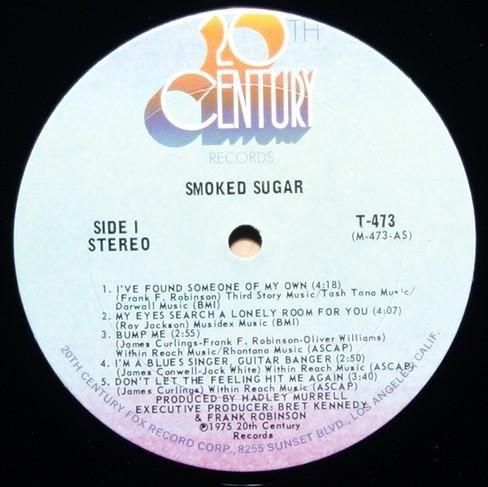 20TH
CENTURY
RECORDS
SMOKED SUGAR
SIDE I
STEREO
T-473
(M-473-AS)
1. I'VE FOUND SOMEONE OF MY OWN (4:18)
(Frank F. Robinson) Third Story Music/Tash Tana Music/
Darwall Music (BMI)
2. MY EYES SEARCH A LONELY ROOM FOR YOU (4:07)
(Ray Jackson) Musidex Music (BMI)
3. BUMP ME (2:55)
(James Curlings-Frank F. Robinson-Oliver Williams)
Within Reach Music/Rhontana Music (ASCAP)
4. I'M A BLUES SINGER, GUITAR BANGER (2:50)
(James Conwell-Jack White) Within Reach Music (ASCAP)
5. DON'T LET THE FEELING HIT ME AGAIN (3:40)
(James Curlings) Within Reach Music (ASCAP)
PRODUCED BY HADLEY MURRELL
EXECUTIVE PRODUCER: BRET KENNEDY
& FRANK ROBINSON
℗1975 20th Century
Records
20TH CENTURY FOX RECORD CORP., 8255 SUNSET BLVD., LOS ANGELES, CALIF.